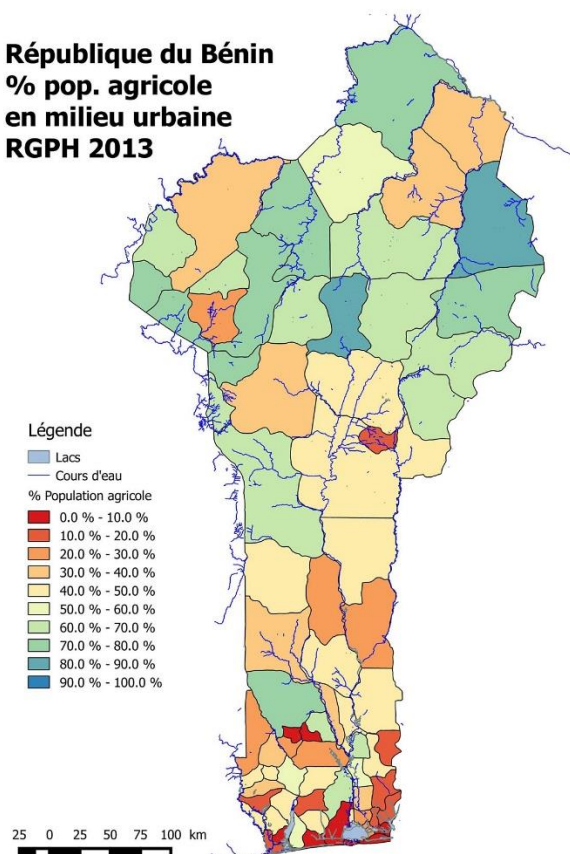 République du Bénin
% pop. agricole
en milieu urbaine
RGPH 2013
Légende
Lacs
Cours d'eau
% Population agricole
0.0 % - 10.0 %
10.0 % - 20.0 %
20.0 % - 30.0 %
30.0 % - 40.0 %
40.0 % - 50.0 %
50.0 % - 60.0 %
60.0 % - 70.0 %
70.0 % - 80.0 %
80.0 % - 90.0 %
90.0 % - 100.0 %
25 0 25 50 75 100 km